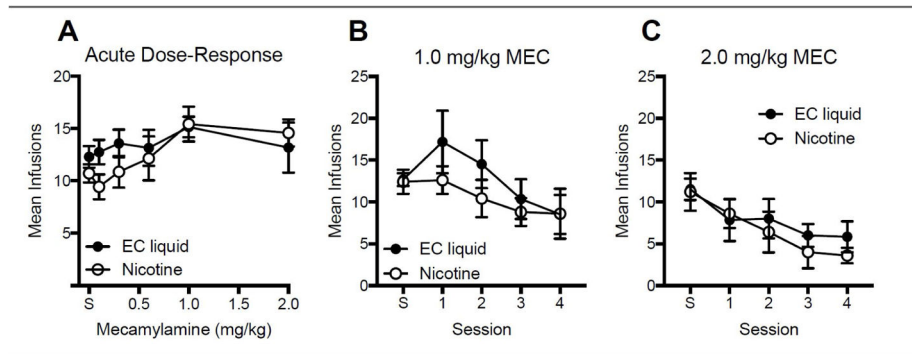 A
Acute Dose-Response
20
15
10
5
Mean Infusions
EC liquid
Nicotine
S 0.5 1.0 1.5 2.0
Mecamylamine (mg/kg)
B
1.0 mg/kg MEC
25
20
15
10
5
0
Mean Infusions
EC liquid
Nicotine
S 1 2 3 4
Session
C
2.0 mg/kg MEC
25
20
15
10
5
0
Mean Infusions
EC liquid
Nicotine
S 1 2 3 4
Session